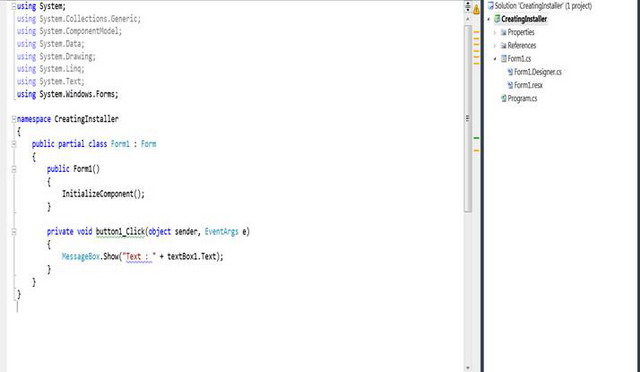 using System;
using System.Collections.Generic;
using System.ComponentModel;
using System.Data;
using System.Drawing;
using System.Linq;
using System.Text;
using System.Windows.Forms;
namespace CreatingInstaller
{
public partial class Form1 : Form
{
public Form1()
{
InitializeComponent();
}
private void button1_Click(object sender, EventArgs e)
{
MessageBox.Show("Text : " + textBox1.Text);
}
}
}
Solution 'CreatingInstaller' (1 project)
CreatingInstaller
Properties
References
Form1.cs
Form1.Designer.cs
Form1.resx
Program.cs